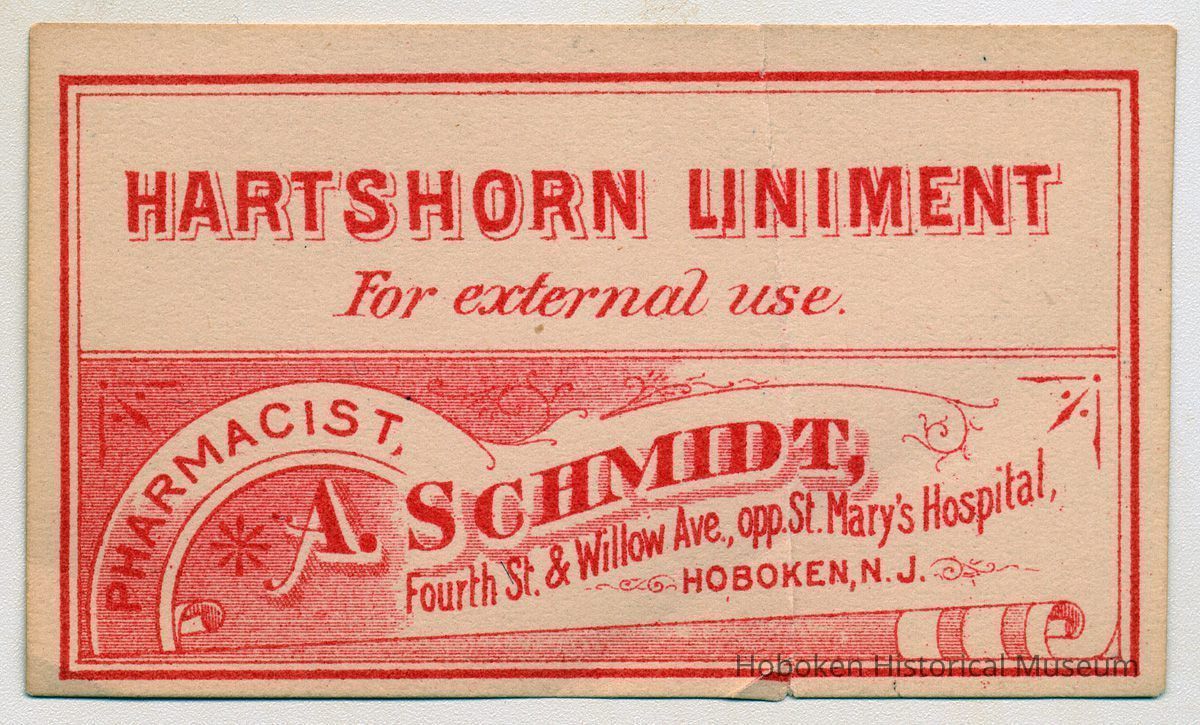 HARTSHORN LINIMENT
For external use.
PHARMACIST,
A. SCHMIDT,
Fourth St. & Willow Ave., opp. St. Mary's Hospital,
HOBOKEN, N. J.
Hoboken Historical Museum